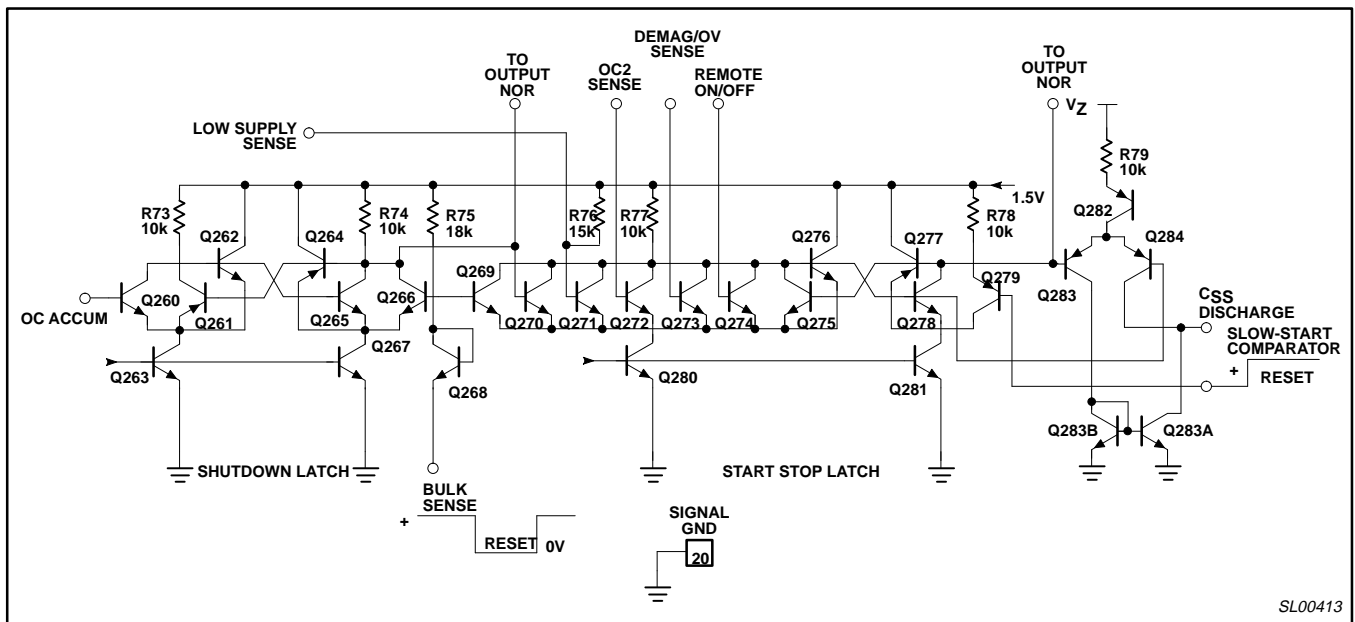 DEMAG/OV
SENSE
TO
OUTPUT
NOR
OC2
SENSE
REMOTE
ON/OFF
TO
OUTPUT
NOR
VZ
LOW SUPPLY
SENSE
R79
10k
1.5V
R73
10k
R74
10k
R75
18k
R76
15k
R77
10k
R78
10k
Q282
Q262
Q264
Q276
Q277
Q284
Q260
Q261
Q265
Q266
Q269
Q270
Q271
Q272
Q273
Q274
Q275
Q278
Q279
Q283
OC ACCUM
CSS
DISCHARGE
SLOW-START
COMPARATOR
+
RESET
Q263
Q267
Q268
Q280
Q281
Q283B
Q283A
SHUTDOWN LATCH
START STOP LATCH
BULK
SENSE
+
RESET
0V
SIGNAL
GND
20
SL00413